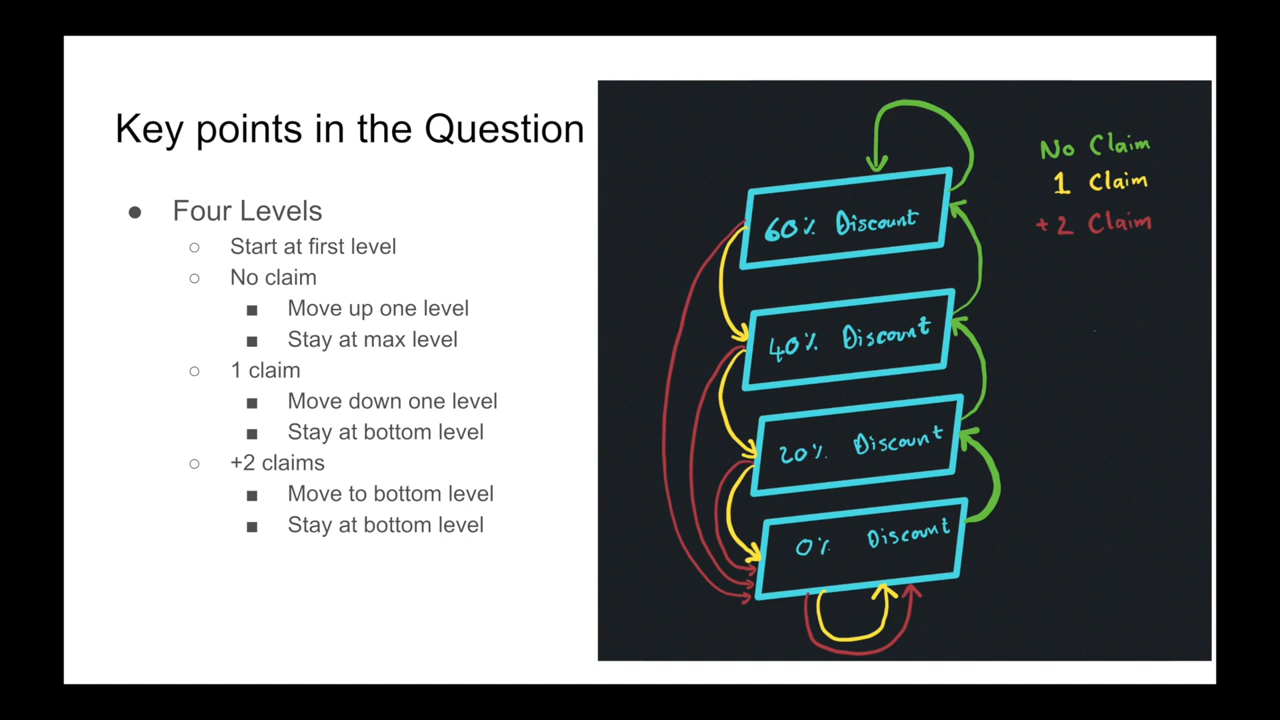 Key points in the Question
● Four Levels
○ Start at first level
○ No claim
■ Move up one level
■ Stay at max level
○ 1 claim
■ Move down one level
■ Stay at bottom level
○ +2 claims
■ Move to bottom level
■ Stay at bottom level
No Claim
1 Claim
+2 Claim
60% Discount
40% Discount
20% Discount
0% Discount